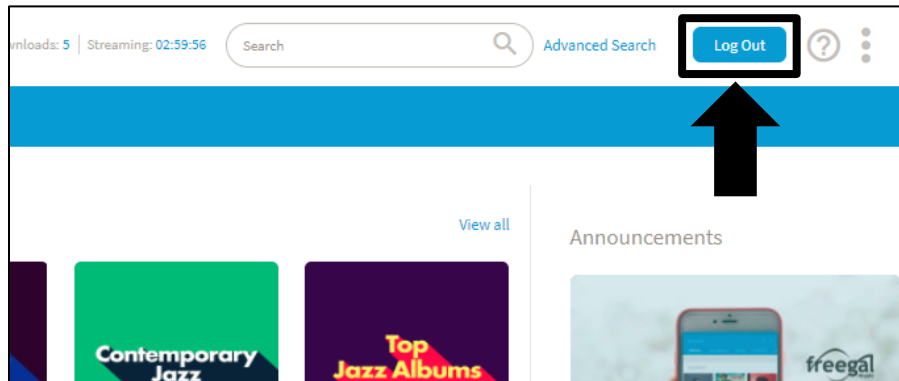 wnloads: 5 | Streaming: 02:59:56
Search
Advanced Search
Log Out
?
View all
Announcements
Contemporary
Jazz
Top
Jazz Albums
freegal